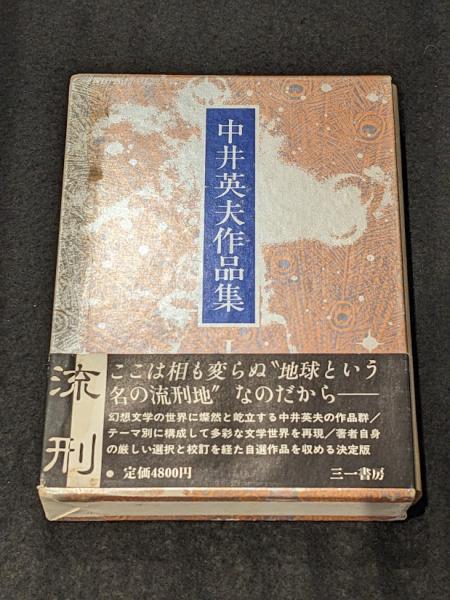 中井英夫作品集
流刑
ここは相も変らぬ〝地球という
名の流刑地〟なのだから――
幻想文学の世界に燦然と屹立する中井英夫の作品群/
テーマ別に構成して多彩な文学世界を再現/著者自身
の厳しい選択と校訂を経た自選作品を収める決定版
●定価4800円
三一書房